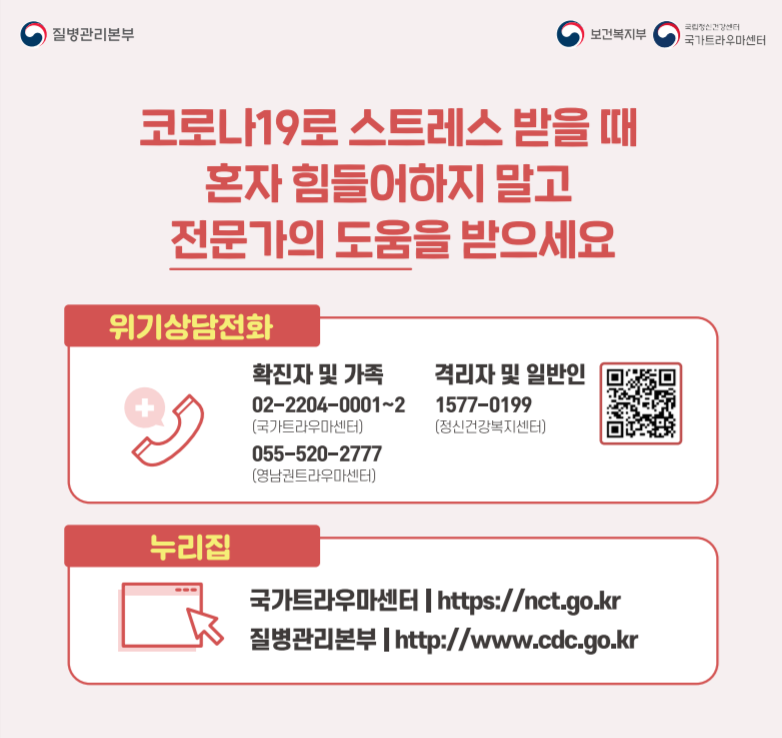 질병관리본부
보건복지부
국립정신건강센터
국가트라우마센터
코로나19로 스트레스 받을 때
혼자 힘들어하지 말고
전문가의 도움을 받으세요
위기상담전화
확진자 및 가족
02-2204-0001~2
(국가트라우마센터)
055-520-2777
(영남권트라우마센터)
격리자 및 일반인
1577-0199
(정신건강복지센터)
누리집
국가트라우마센터 | https://nct.go.kr
질병관리본부 | http://www.cdc.go.kr